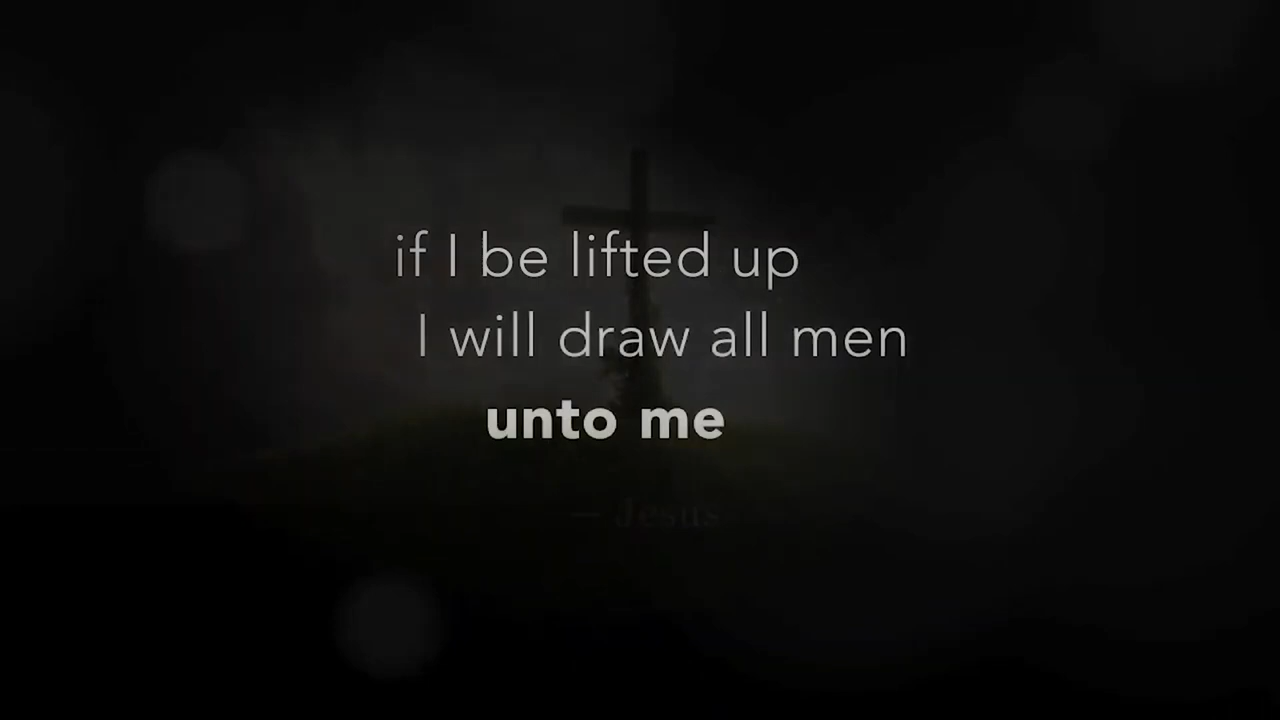 if I be lifted up
I will draw all men
unto me
— Jesus